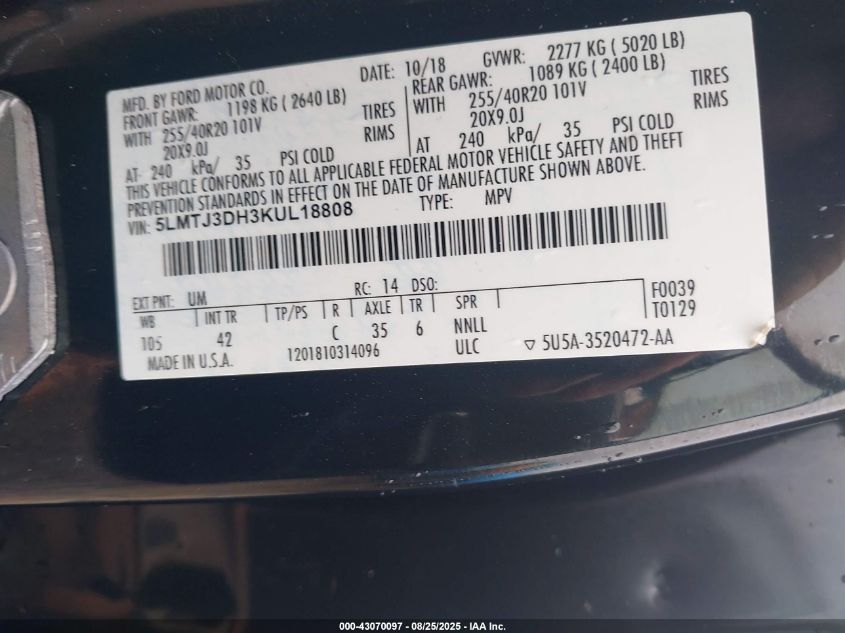 MFD. BY FORD MOTOR CO. DATE: 10/18 GVWR: 2277 KG ( 5020 LB)
FRONT GAWR: 1198 KG ( 2640 LB) REAR GAWR: 1089 KG ( 2400 LB)
WITH 255/40R20 101V TIRES WITH 255/40R20 101V TIRES
20X9.0J RIMS 20X9.0J RIMS
AT 240 kPa/ 35 PSI COLD AT 240 kPa/ 35 PSI COLD
THIS VEHICLE CONFORMS TO ALL APPLICABLE FEDERAL MOTOR VEHICLE SAFETY AND THEFT
PREVENTION STANDARDS IN EFFECT ON THE DATE OF MANUFACTURE SHOWN ABOVE.
VIN: 5LMTJ3DH3KUL18808 TYPE: MPV
EXT PNT: UM RC: 14 DSO:
WB INT TR TP/PS R AXLE TR SPR F0039
105 42 C 35 6 NNLL T0129
MADE IN U.S.A. 1201810314096 ULC ▽ 5U5A-3520472-AA
000-43070097 - 08/25/2025 - IAA Inc.